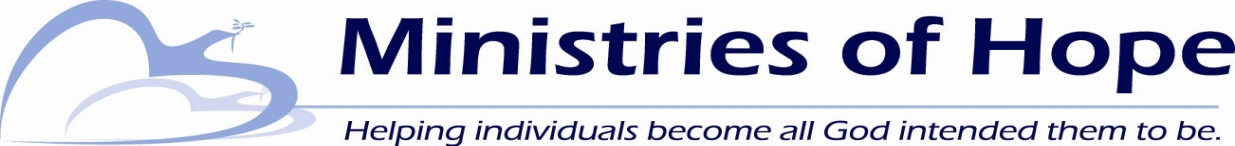 Ministries of Hope
Helping individuals become all God intended them to be.